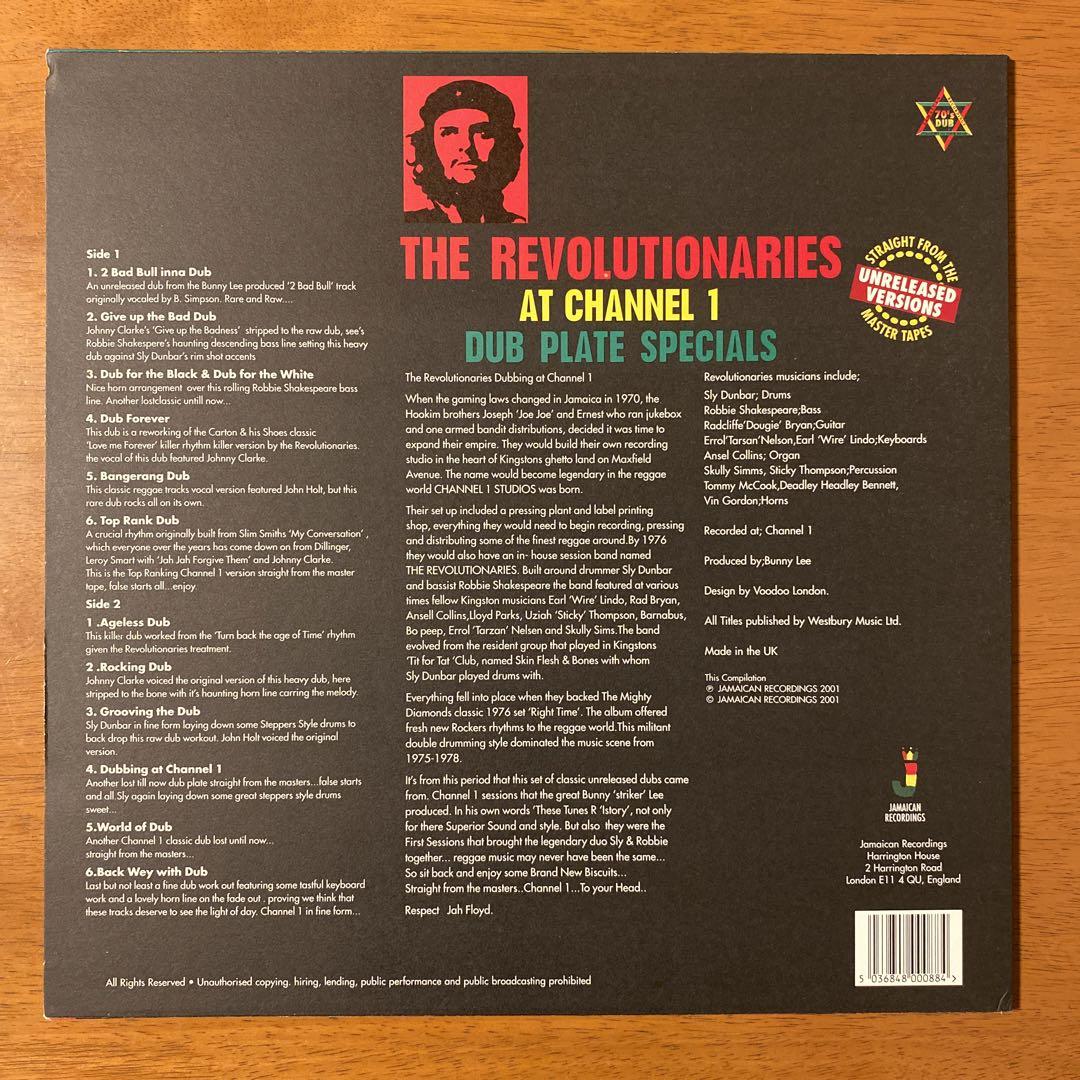 70's
DUB
THE REVOLUTIONARIES
AT CHANNEL 1
DUB PLATE SPECIALS
STRAIGHT FROM THE
UNRELEASED
VERSIONS
MASTER TAPES
Side 1
1. 2 Bad Bull inna Dub
An unreleased dub from the Bunny Lee produced '2 Bad Bull' track
originally vocaled by B. Simpson. Rare and Raw....
2. Give up the Bad Dub
Johnny Clarke's 'Give up the Badness' stripped to the raw dub, see's
Robbie Shakespere's haunting descending bass line setting this heavy
dub against Sly Dunbar's rim shot accents
3. Dub for the Black & Dub for the White
Nice horn arrangement over this rolling Robbie Shakespeare bass
line. Another lostclassic until now...
4. Dub Forever
This dub is a reworking of the Carton & his Shoes classic
'Love me Forever' killer rhythm killer version by the Revolutionaries.
the vocal of this dub featured Johnny Clarke.
5. Bangerang Dub
This classic reggae tracks vocal version featured John Holt, but this
rare dub rocks all on its own.
6. Top Rank Dub
A crucial rhythm originally built from Slim Smiths 'My Conversation' ,
which everyone over the years has come down on from Dillinger,
Leroy Smart with 'Jah Jah Forgive Them' and Johnny Clarke.
This is the Top Ranking Channel 1 version straight from the master
tape, false starts all...enjoy.
Side 2
1 .Ageless Dub
This killer dub worked from the 'Turn back the age of Time' rhythm
given the Revolutionaries treatment.
2 .Rocking Dub
Johnny Clarke voiced the original version of this heavy dub, here
stripped to the bone with it's haunting horn line carring the melody.
3. Grooving the Dub
Sly Dunbar in fine form laying down some Steppers Style drums to
back drop this raw dub workout. John Holt voiced the original
version.
4. Dubbing at Channel 1
Another lost till now dub plate straight from the masters...false starts
and all.Sly again laying down some great steppers style drums
sweet...
5.World of Dub
Another Channel 1 classic dub lost until now...
straight from the masters...
6.Back Wey with Dub
Last but not least a fine dub work out featuring some tastful keyboard
work and a lovely horn line on the fade out . proving we think that
these tracks deserve to see the light of day. Channel 1 in fine form...
The Revolutionaries Dubbing at Channel 1
When the gaming laws changed in Jamaica in 1970, the
Hookim brothers Joseph 'Joe Joe' and Ernest who ran jukebox
and one armed bandit distributions, decided it was time to
expand their empire. They would build their own recording
studio in the heart of Kingstons ghetto land on Maxfield
Avenue. The name would become legendary in the reggae
world CHANNEL 1 STUDIOS was born.
Their set up included a pressing plant and label printing
shop, everything they would need to begin recording, pressing
and distributing some of the finest reggae around.By 1976
they would also have an in- house session band named
THE REVOLUTIONARIES. Built around drummer Sly Dunbar
and bassist Robbie Shakespeare the band featured at various
times fellow Kingston musicians Earl 'Wire' Lindo, Rad Bryan,
Ansell Collins,Lloyd Parks, Uziah 'Sticky' Thompson, Barnabus,
Bo peep, Errol 'Tarzan' Nelsen and Skully Sims.The band
evolved from the resident group that played in Kingstons
'Tit for Tat 'Club, named Skin Flesh & Bones with whom
Sly Dunbar played drums with.
Everything fell into place when they backed The Mighty
Diamonds classic 1976 set 'Right Time'. The album offered
fresh new Rockers rhythms to the reggae world.This militant
double drumming style dominated the music scene from
1975-1978.
It's from this period that this set of classic unreleased dubs came
from. Channel 1 sessions that the great Bunny 'striker' Lee
produced. In his own words 'These Tunes R 'Istory', not only
for there Superior Sound and style. But also they were the
First Sessions that brought the legendary duo Sly & Robbie
together... reggae music may never have been the same...
So sit back and enjoy some Brand New Biscuits...
Straight from the masters..Channel 1...To your Head..
Respect Jah Floyd.
Revolutionaries musicians include;
Sly Dunbar; Drums
Robbie Shakespeare;Bass
Radcliffe'Dougie' Bryan;Guitar
Errol'Tarsan'Nelson,Earl 'Wire' Lindo;Keyboards
Ansel Collins; Organ
Skully Simms, Sticky Thompson;Percussion
Tommy McCook,Deadley Headley Bennett,
Vin Gordon;Horns
Recorded at; Channel 1
Produced by;Bunny Lee
Design by Voodoo London.
All Titles published by Westbury Music Ltd.
Made in the UK
This Compilation
℗ JAMAICAN RECORDINGS 2001
© JAMAICAN RECORDINGS 2001
JAMAICAN
RECORDINGS
Jamaican Recordings
Harrington House
2 Harrington Road
London E11 4 QU, England
5 036848 000884 >
All Rights Reserved • Unauthorised copying. hiring, lending, public performance and public broadcasting prohibited